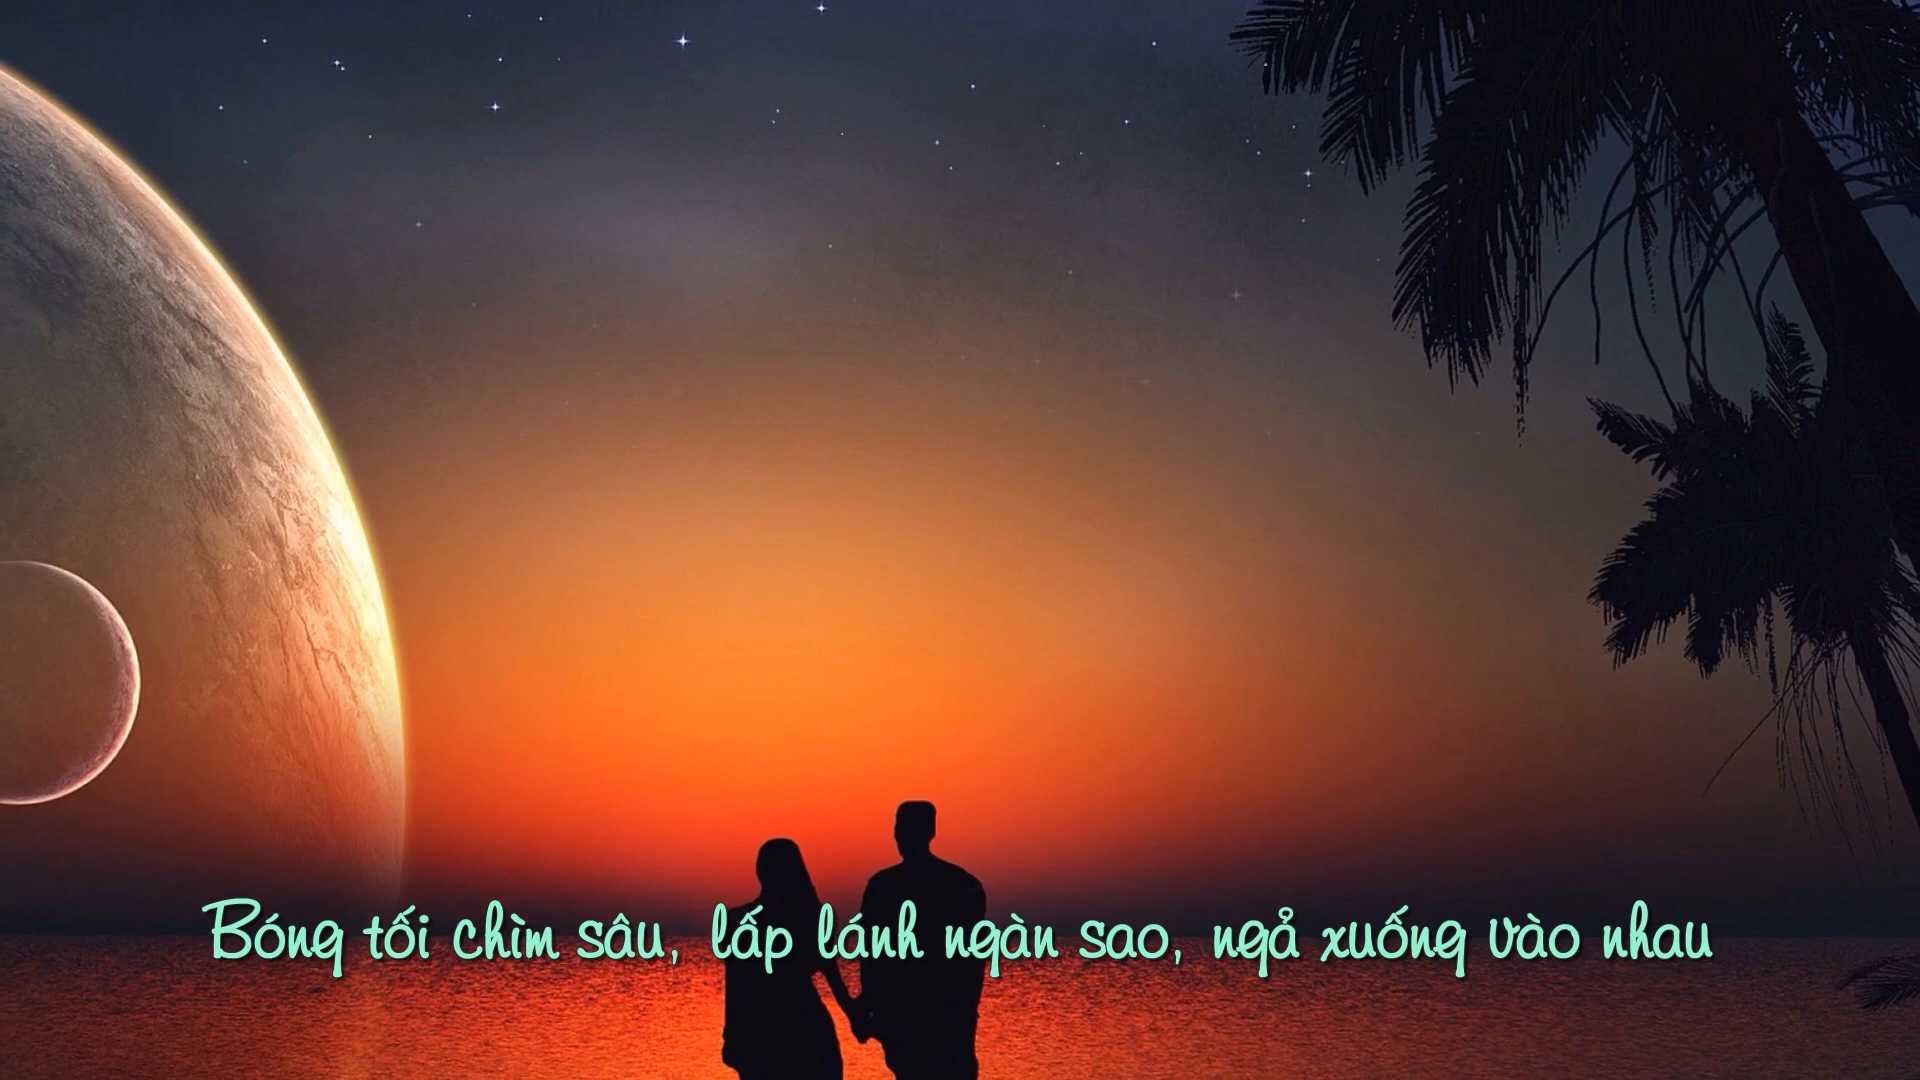 Bóng tối chìm sâu, lấp lánh ngàn sao, ngả xuống vào nhau